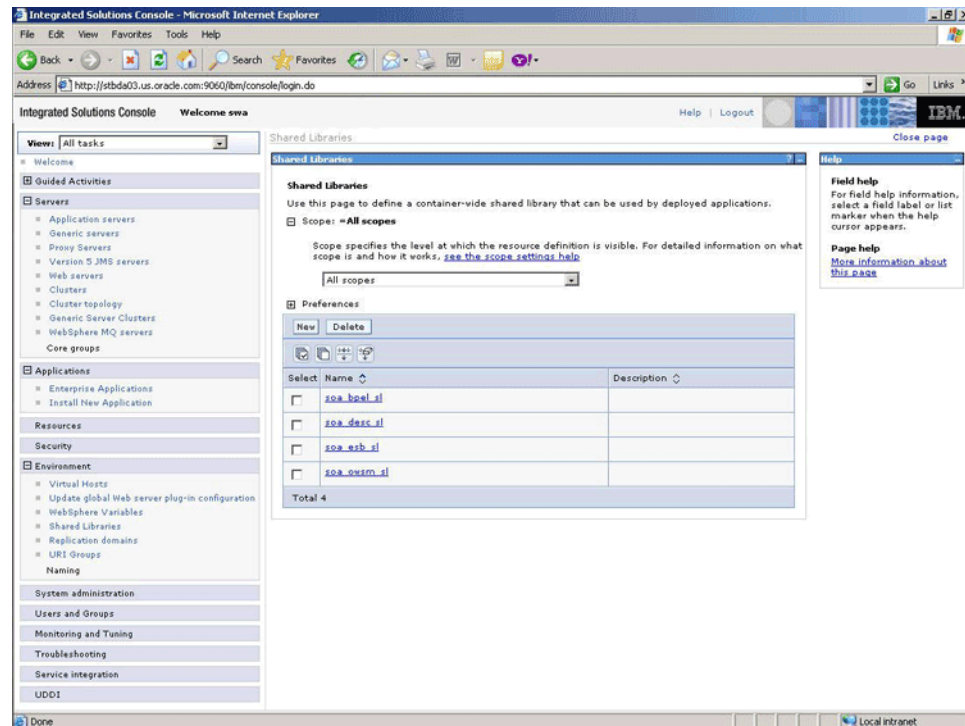 Integrated Solutions Console - Microsoft Internet Explorer
File Edit View Favorites Tools Help
Back Search Favorites
Address http://stbda03.us.oracle.com:9060/ibm/console/login.do Go Links
Integrated Solutions Console Welcome swa Help | Logout IBM.
View: All tasks
Welcome
Guided Activities
Servers
Application servers
Generic servers
Proxy Servers
Version 5 JMS servers
Web servers
Clusters
Cluster topology
Generic Server Clusters
WebSphere MQ servers
Core groups
Applications
Enterprise Applications
Install New Application
Resources
Security
Environment
Virtual Hosts
Update global Web server plug-in configuration
WebSphere Variables
Shared Libraries
Replication domains
URI Groups
Naming
System administration
Users and Groups
Monitoring and Tuning
Troubleshooting
Service integration
UDDI
Shared Libraries
Close page
Shared Libraries ? -
Shared Libraries
Use this page to define a container-wide shared library that can be used by deployed applications.
Scope: =All scopes
Scope specifies the level at which the resource definition is visible. For detailed information on what
scope is and how it works, see the scope settings help
All scopes
Preferences
New Delete
Select Name Description
soa_bpel_sl
soa_desc_sl
soa_esb_sl
soa_owsm_sl
Total 4
Help -
Field help
For field help information,
select a field label or list
marker when the help
cursor appears.
Page help
More information about
this page
Done Local intranet